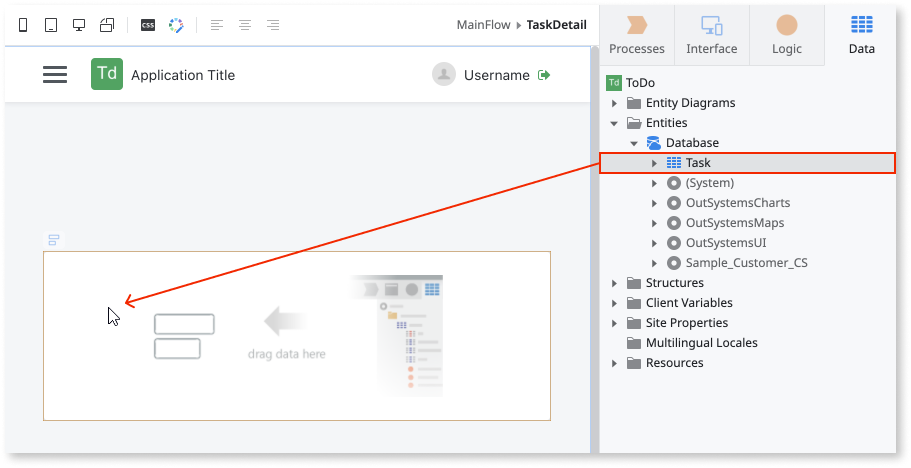 CSS
MainFlow ▸ TaskDetail
Processes
Interface
Logic
Data
Td
Application Title
Username
Td ToDo
Entity Diagrams
Entities
Database
Task
(System)
OutSystemsCharts
OutSystemsMaps
OutSystemsUI
Sample_Customer_CS
Structures
Client Variables
Site Properties
Multilingual Locales
Resources
drag data here